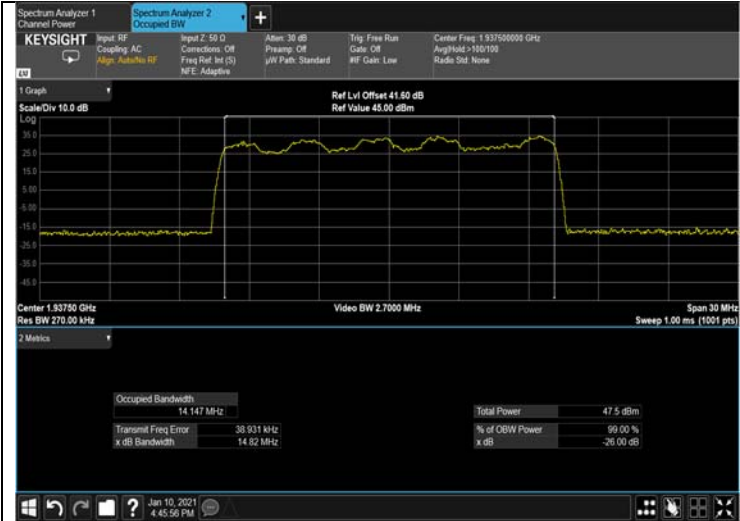 Spectrum Analyzer 1
Channel Power
Spectrum Analyzer 2
Occupied BW
+
KEYSIGHT
LXI
Input: RF
Coupling: AC
Align: Auto/No RF
Input Z: 50 Ω
Corrections: Off
Freq Ref: Int (S)
NFE: Adaptive
Atten: 30 dB
Preamp: Off
µW Path: Standard
Trig: Free Run
Gate: Off
#IF Gain: Low
Center Freq: 1.937500000 GHz
Avg|Hold:>100/100
Radio Std: None
1 Graph
Scale/Div 10.0 dB
Ref Lvl Offset 41.60 dB
Ref Value 45.00 dBm
Log
35.0
25.0
15.0
5.00
-5.00
-15.0
-25.0
-35.0
-45.0
Center 1.93750 GHz
Video BW 2.7000 MHz
Span 30 MHz
Res BW 270.00 kHz
Sweep 1.00 ms (1001 pts)
2 Metrics
Occupied Bandwidth
14.147 MHz
Total Power 47.5 dBm
Transmit Freq Error 38.931 kHz
% of OBW Power 99.00 %
x dB Bandwidth 14.82 MHz
x dB -26.00 dB
?
Jan 10, 2021
4:45:56 PM